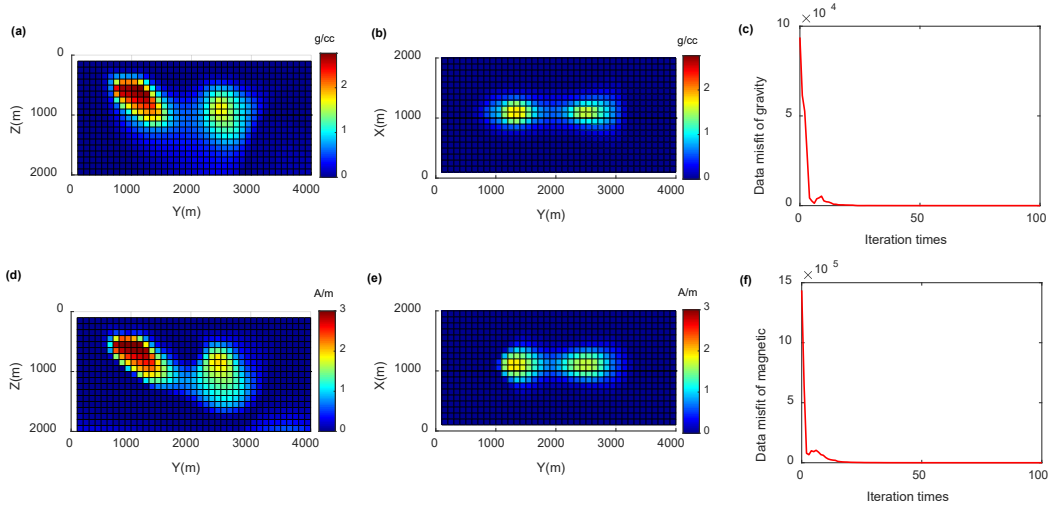 (a)
g/cc
0
1000
2000
Z(m)
0
1000
2000
3000
4000
Y(m)
2
1
0
(b)
g/cc
2000
1000
0
X(m)
0
1000
2000
3000
4000
Y(m)
2
1
0
(c)
× 10 4
10
5
0
Data misfit of gravity
0
50
100
Iteration times
(d)
A/m
0
1000
2000
Z(m)
0
1000
2000
3000
4000
Y(m)
3
2
1
0
(e)
A/m
2000
1000
0
X(m)
0
1000
2000
3000
4000
Y(m)
3
2
1
0
(f)
× 10 5
15
10
5
0
Data misfit of magnetic
0
50
100
Iteration times